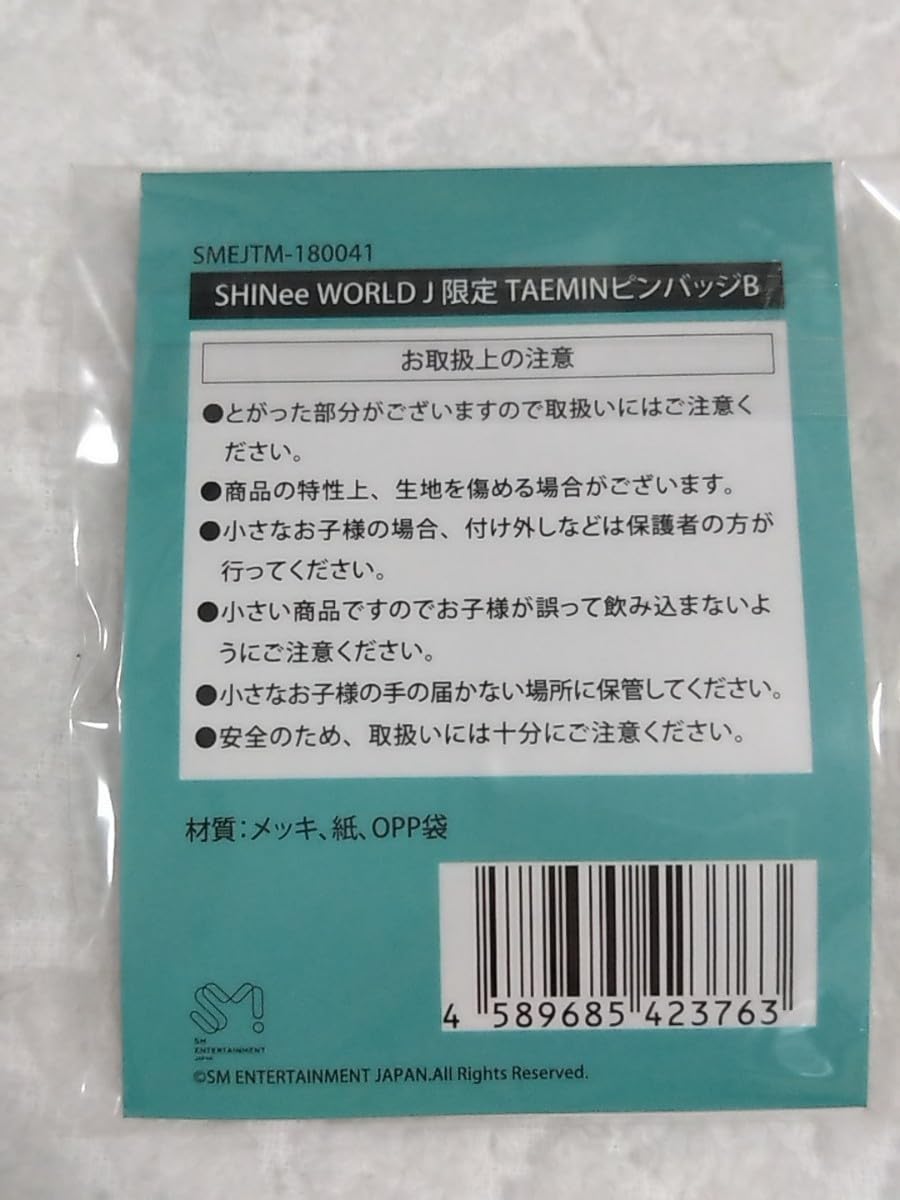 SMEJTM-180041
SHINee WORLD J 限定 TAEMINピンバッジB
お取扱上の注意
●とがった部分がございますので取扱いにはご注意く
ださい。
●商品の特性上、生地を傷める場合がございます。
●小さなお子様の場合、付け外しなどは保護者の方が
行ってください。
●小さい商品ですのでお子様が誤って飲み込まないよ
うにご注意ください。
●小さなお子様の手の届かない場所に保管してください。
●安全のため、取扱いには十分にご注意ください。
材質:メッキ、紙、OPP袋
4 589685 423763
SM
SM
ENTERTAINMENT
JAPAN
©SM ENTERTAINMENT JAPAN.All Rights Reserved.